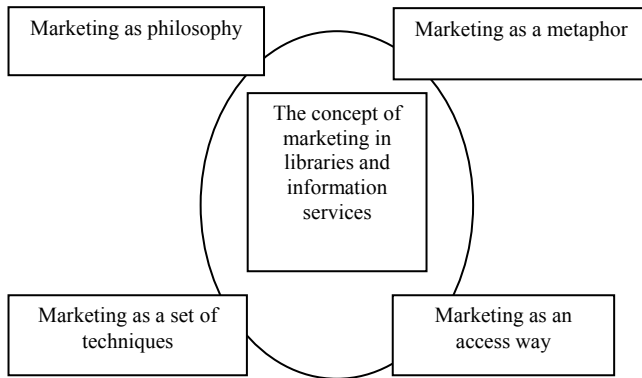 Marketing as philosophy
Marketing as a metaphor
The concept of
marketing in
libraries and
information
services
Marketing as a set of
techniques
Marketing as an
access way